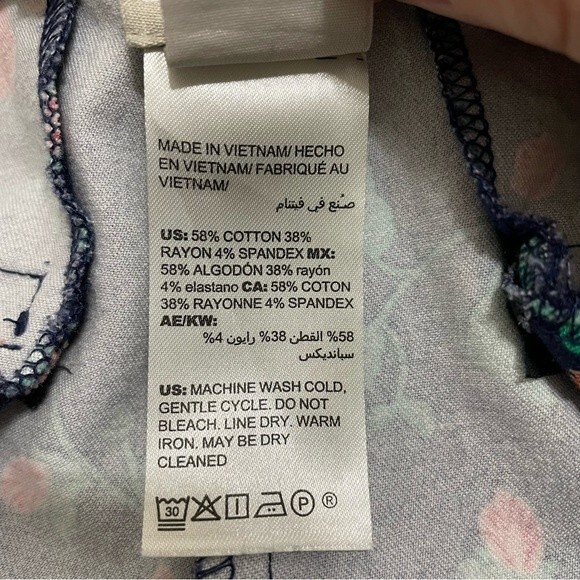 MADE IN VIETNAM/ HECHO
EN VIETNAM/ FABRIQUÉ AU
VIETNAM/
صُنع في فيتنام
US: 58% COTTON 38%
RAYON 4% SPANDEX MX:
58% ALGODÓN 38% rayón
4% elastano CA: 58% COTON
38% RAYONNE 4% SPANDEX
AE/KW:
58% القطن 38% رايون 4%
سبانديكس
US: MACHINE WASH COLD,
GENTLE CYCLE. DO NOT
BLEACH. LINE DRY. WARM
IRON. MAY BE DRY
CLEANED
30 P ®